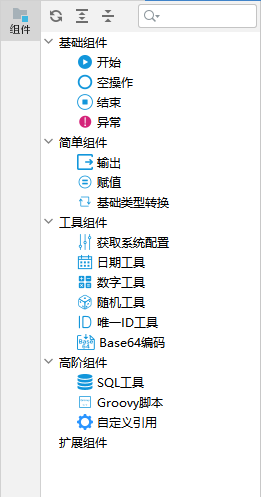 组件
基础组件
开始
空操作
结束
异常
简单组件
输出
赋值
基础类型转换
工具组件
获取系统配置
日期工具
数字工具
随机工具
ID 唯一ID工具
Base64 Base64编码
高阶组件
SQL工具
Groovy脚本
自定义引用
扩展组件